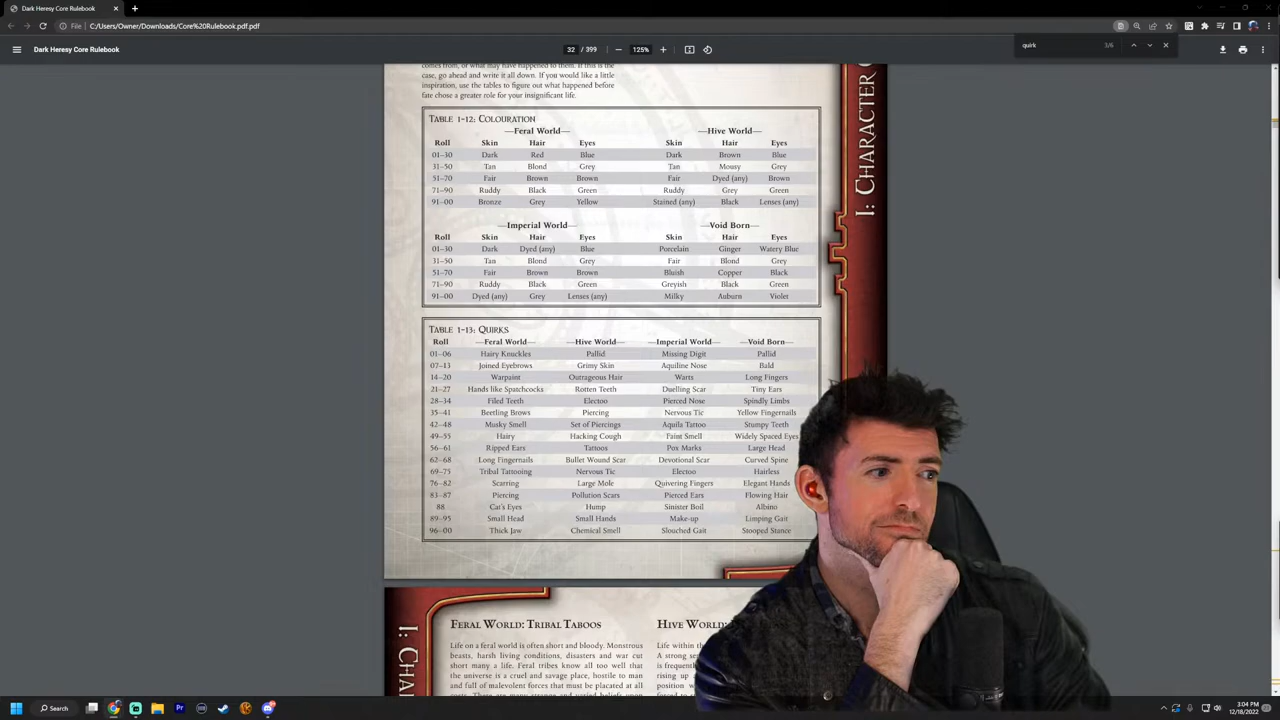 Dark Heresy Core Rulebook
File | C:/Users/Owner/Downloads/Core%20Rulebook.pdf.pdf
Dark Heresy Core Rulebook
32 / 399
125%
quirk
3/6
comes from, or what may have happened to them. If this is the
case, go ahead and write it all down. If you would like a little
inspiration, use the tables to figure out what happened before
fate chose a greater role for your insignificant life.
TABLE 1-12: COLOURATION
—Feral World— —Hive World—
Roll Skin Hair Eyes Skin Hair Eyes
01–30 Dark Red Blue Dark Brown Blue
31–50 Tan Blond Grey Tan Mousy Grey
51–70 Fair Brown Brown Fair Dyed (any) Brown
71–90 Ruddy Black Green Ruddy Grey Green
91–00 Bronze Grey Yellow Stained (any) Black Lenses (any)
—Imperial World— —Void Born—
Roll Skin Hair Eyes Skin Hair Eyes
01–30 Dark Dyed (any) Blue Porcelain Ginger Watery Blue
31–50 Tan Blond Grey Fair Blond Grey
51–70 Fair Brown Brown Bluish Copper Black
71–90 Ruddy Black Green Greyish Black Green
91–00 Dyed (any) Grey Lenses (any) Milky Auburn Violet
TABLE 1-13: QUIRKS
Roll —Feral World— —Hive World— —Imperial World— —Void Born—
01–06 Hairy Knuckles Pallid Missing Digit Pallid
07–13 Joined Eyebrows Grimy Skin Aquiline Nose Bald
14–20 Warpaint Outrageous Hair Warts Long Fingers
21–27 Hands like Spatchcocks Rotten Teeth Duelling Scar Tiny Ears
28–34 Filed Teeth Electoo Pierced Nose Spindly Limbs
35–41 Beetling Brows Piercing Nervous Tic Yellow Fingernails
42–48 Musky Smell Set of Piercings Aquila Tattoo Stumpy Teeth
49–55 Hairy Hacking Cough Faint Smell Widely Spaced Eyes
56–61 Ripped Ears Tattoos Pox Marks Large Head
62–68 Long Fingernails Bullet Wound Scar Devotional Scar Curved Spine
69–75 Tribal Tattooing Nervous Tic Electoo Hairless
76–82 Scarring Large Mole Quivering Fingers Elegant Hands
83–87 Piercing Pollution Scars Pierced Ears Flowing Hair
88 Cat's Eyes Hump Sinister Boil Albino
89–95 Small Head Small Hands Make-up Limping Gait
96–00 Thick Jaw Chemical Smell Slouched Gait Stooped Stance
I: CHARACTER
I: CHA
FERAL WORLD: TRIBAL TABOOS
Life on a feral world is often short and bloody. Monstrous
beasts, harsh living conditions, disasters and war cut
short many a life. Feral tribes know all too well that
the universe is a cruel and savage place, hostile to man
and full of malevolent forces that must be placated at all
HIVE WORLD:
Life within
A strong
is frequent
rising up
position
Search
3:04 PM
12/18/2022